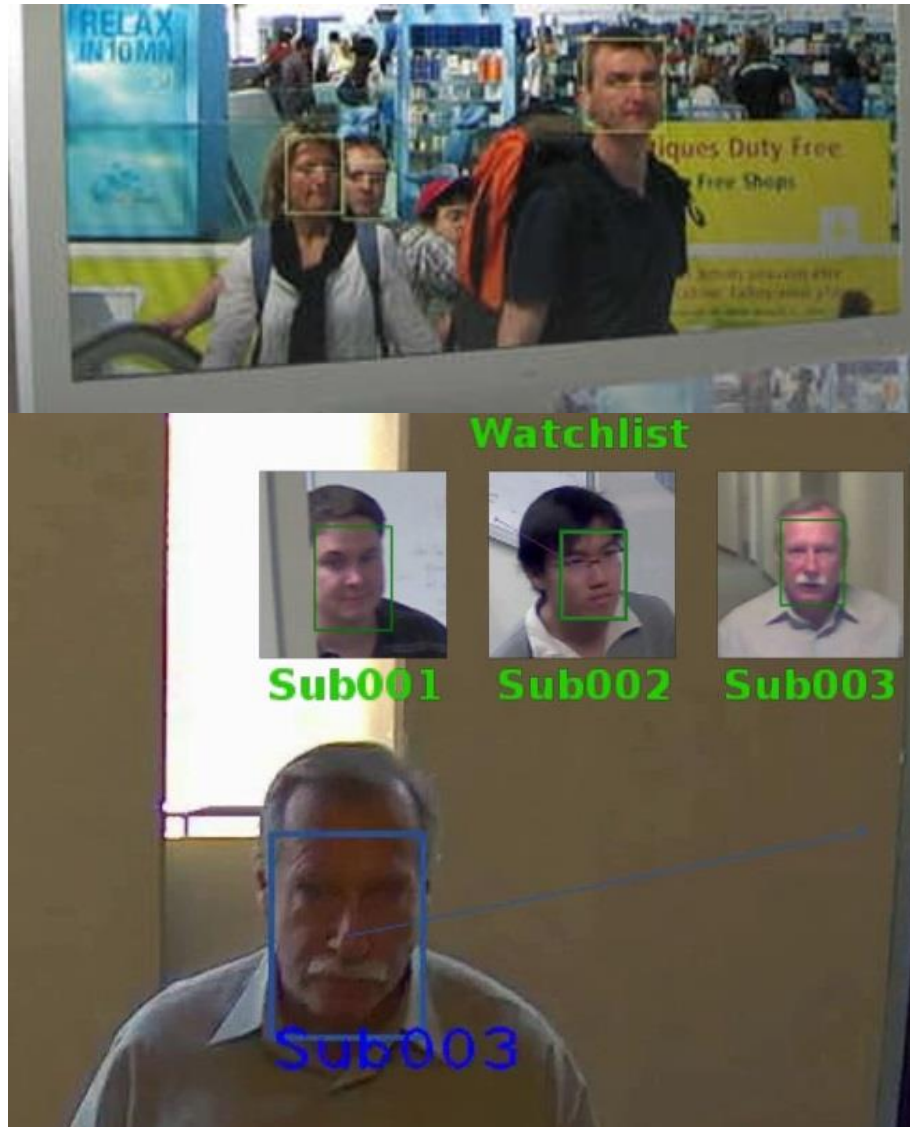 RELAX
IN 10 MN
iques Duty Free
Free Shops
Watchlist
Sub001 Sub002 Sub003
Sub003